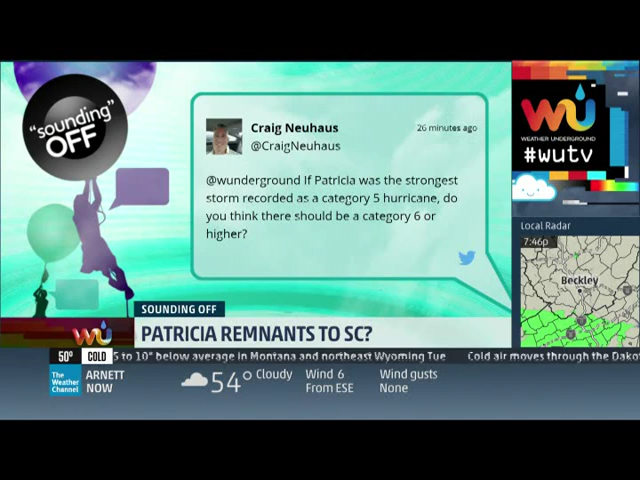 "sounding"
OFF
Craig Neuhaus
26 minutes ago
@CraigNeuhaus
@wunderground If Patricia was the strongest
storm recorded as a category 5 hurricane, do
you think there should be a category 6 or
higher?
WU
WEATHER UNDERGROUND
#wutv
Local Radar
7:46p
Beckley
SOUNDING OFF
WU
PATRICIA REMNANTS TO SC?
50° COLD 5 to 10° below average in Montana and northeast Wyoming Tue Cold air moves through the Dako
The
Weather
Channel
ARNETT
NOW
54° Cloudy
Wind 6
From ESE
Wind gusts
None